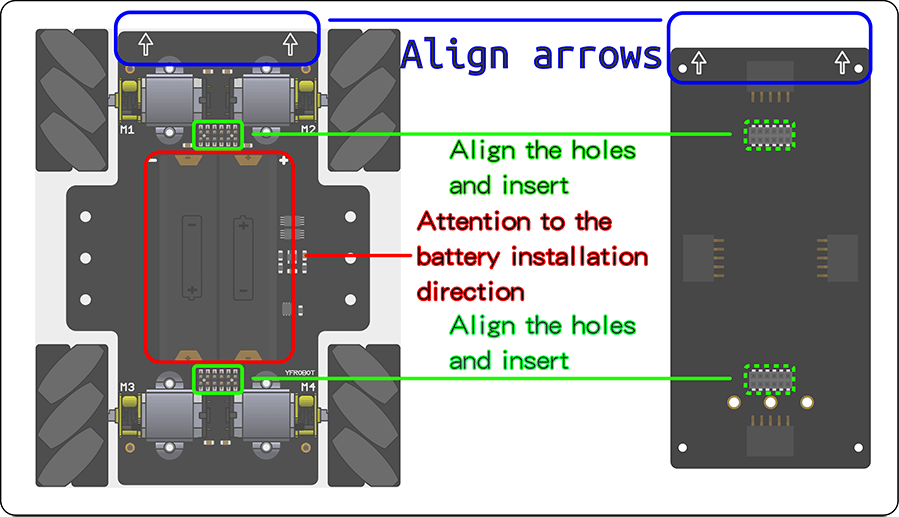 Align arrows
M1
M2
Align the holes
and insert
- +
Attention to the
battery installation
direction
Align the holes
and insert
YFROBOT
M3
M4